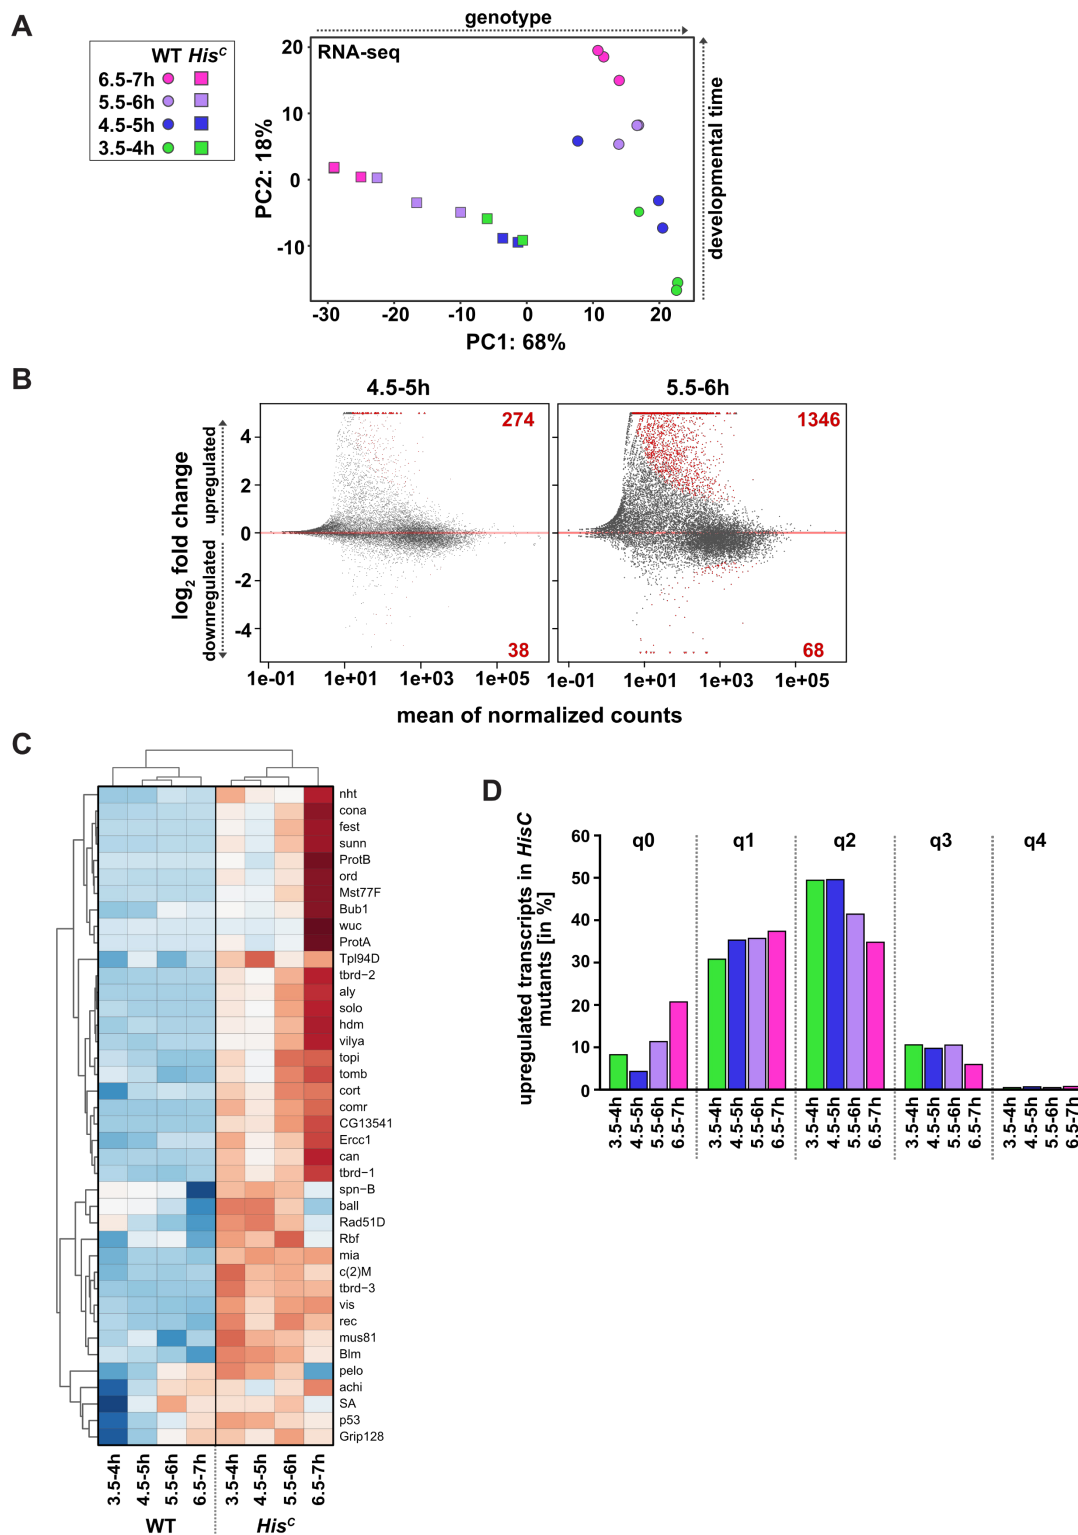 A
genotype
WT HisC
6.5-7h
5.5-6h
4.5-5h
3.5-4h
RNA-seq
20
10
0
-10
PC2: 18%
developmental time
-30 -20 -10 0 10 20
PC1: 68%
B
4.5-5h 5.5-6h
274 1346
4
2
0
-2
-4
log2 fold change
upregulated
downregulated
38 68
1e-01 1e+01 1e+03 1e+05 1e-01 1e+01 1e+03 1e+05
mean of normalized counts
C
nht
cona
fest
sunn
ProtB
ord
Mst77F
Bub1
wuc
ProtA
Tpl94D
tbrd-2
aly
solo
hdm
vilya
topi
tomb
cort
comr
CG13541
Ercc1
can
tbrd−1
spn-B
ball
Rad51D
Rbf
mia
c(2)M
tbrd−3
vis
rec
mus81
Blm
pelo
achi
SA
p53
Grip128
3.5-4h 4.5-5h 5.5-6h 6.5-7h 3.5-4h 4.5-5h 5.5-6h 6.5-7h
WT HisC
D
upregulated transcripts in HisC
mutants [in %]
60
50
40
30
20
10
0
q0 q1 q2 q3 q4
3.5-4h 4.5-5h 5.5-6h 6.5-7h 3.5-4h 4.5-5h 5.5-6h 6.5-7h 3.5-4h 4.5-5h 5.5-6h 6.5-7h 3.5-4h 4.5-5h 5.5-6h 6.5-7h 3.5-4h 4.5-5h 5.5-6h 6.5-7h